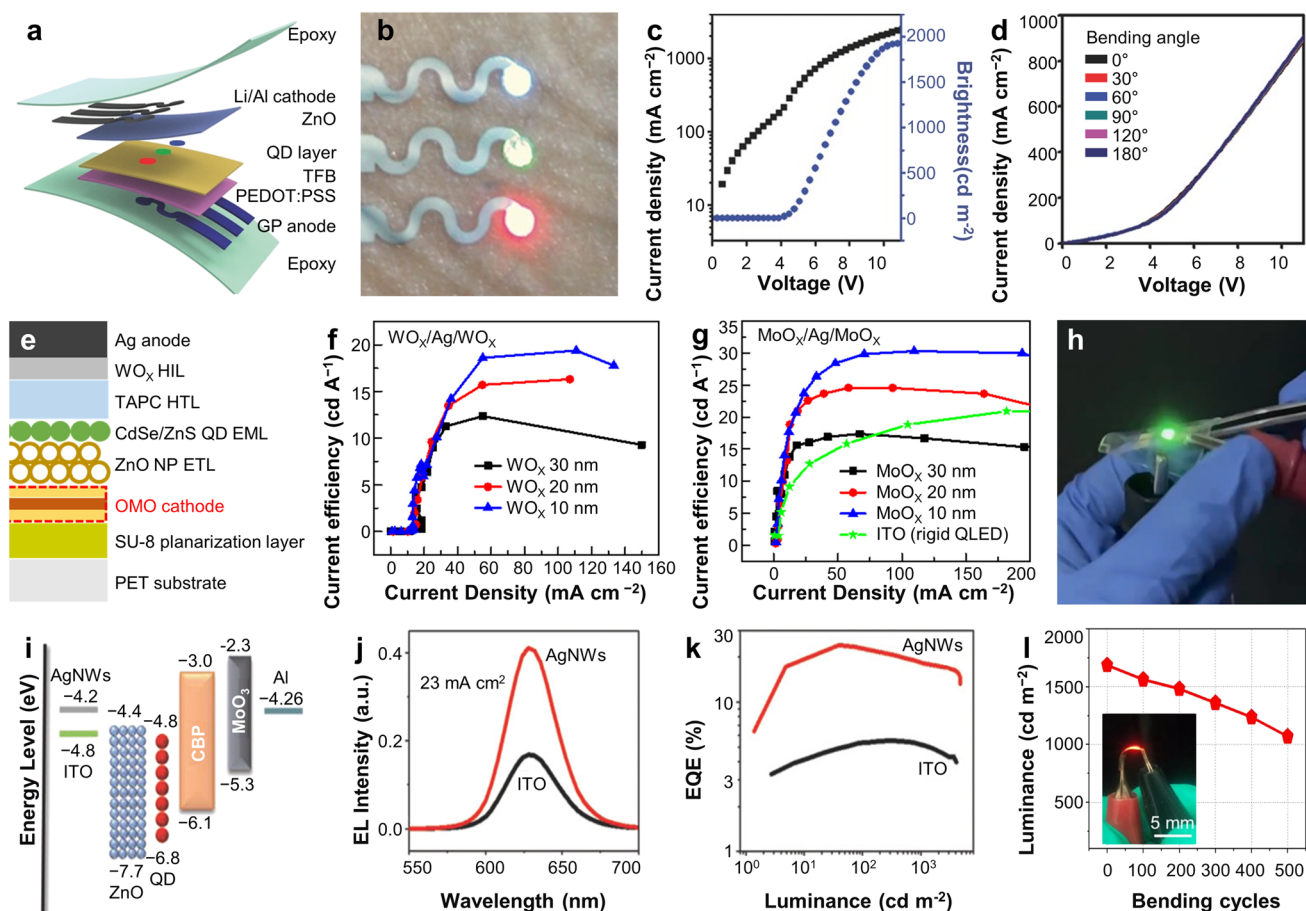 a
Epoxy
Li/Al cathode
ZnO
QD layer
TFB
PEDOT:PSS
GP anode
Epoxy
b
c
Current density (mA cm⁻²)
1000
100
10
0 2 4 6 8 10
Voltage (V)
2000
1750
1500
1250
1000
750
500
250
0
Brightness(cd m⁻²)
d
Current density (mA cm⁻²)
1000
800
600
400
200
0
Bending angle
0°
30°
60°
90°
120°
180°
0 2 4 6 8 10
Voltage (V)
e
Ag anode
WOX HIL
TAPC HTL
CdSe/ZnS QD EML
ZnO NP ETL
OMO cathode
SU-8 planarization layer
PET substrate
f
Current efficiency (cd A⁻¹)
WOX/Ag/WOX
20
15
10
5
0
WOX 30 nm
WOX 20 nm
WOX 10 nm
0 20 40 60 80 100 120 140 160
Current Density (mA cm⁻²)
g
Current efficiency (cd A⁻¹)
MoOX/Ag/MoOX
35
30
25
20
15
10
5
0
MoOX 30 nm
MoOX 20 nm
MoOX 10 nm
ITO (rigid QLED)
0 50 100 150 200
Current Density (mA cm⁻²)
h
i
Energy Level (eV)
AgNWs
−4.2
−4.8
ITO
−4.4
−7.7
ZnO
−4.8
−6.8
QD
−3.0
CBP
−6.1
−2.3
MoO₃
−5.3
Al
−4.26
j
EL Intensity (a.u.)
0.4
0.2
0.0
23 mA cm²
AgNWs
ITO
550 600 650 700
Wavelength (nm)
k
EQE (%)
30
10
3
1
AgNWs
ITO
10⁰ 10¹ 10² 10³
Luminance (cd m⁻²)
l
Luminance (cd m⁻²)
2000
1500
1000
500
5 mm
0 100 200 300 400 500
Bending cycles